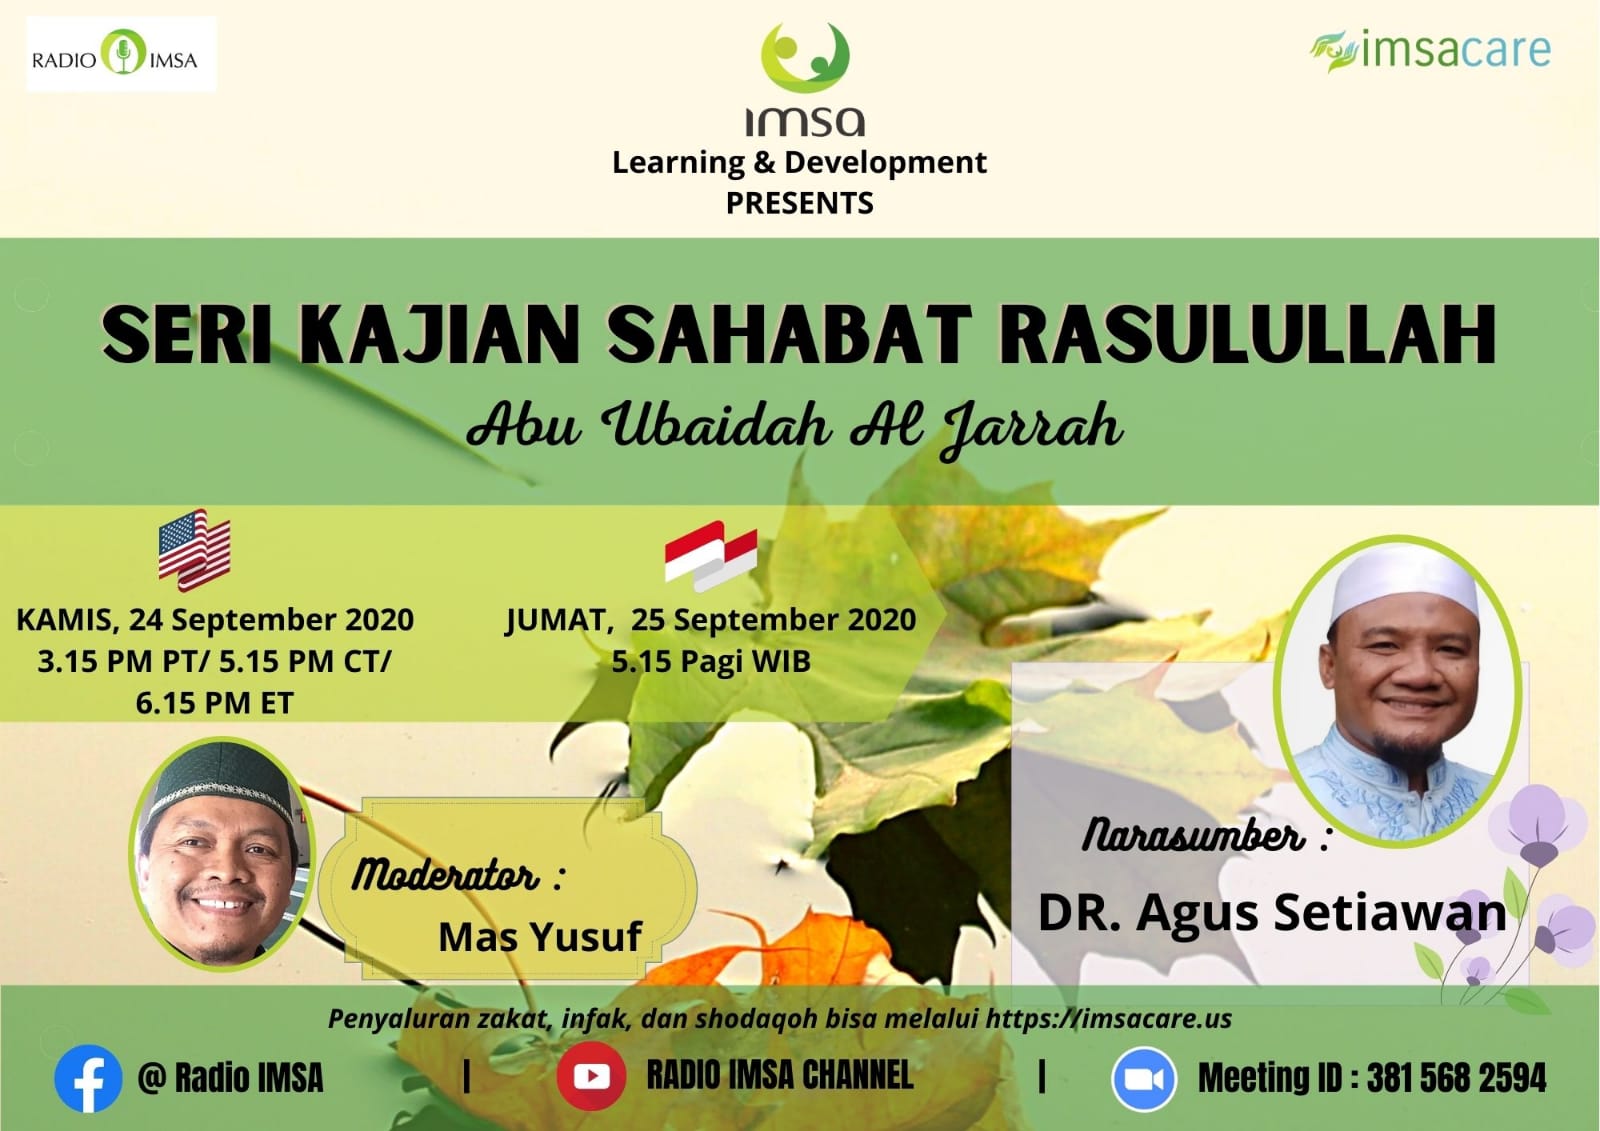 RADIO IMSA
imsa
imsacare
Learning & Development
PRESENTS
SERI KAJIAN SAHABAT RASULULLAH
Abu Ubaidah Al Jarrah
KAMIS, 24 September 2020
3.15 PM PT/ 5.15 PM CT/
6.15 PM ET
JUMAT, 25 September 2020
5.15 Pagi WIB
Moderator :
Mas Yusuf
Narasumber :
DR. Agus Setiawan
Penyaluran zakat, infak, dan shodaqoh bisa melalui https://imsacare.us
@ Radio IMSA
|
RADIO IMSA CHANNEL
|
Meeting ID : 381 568 2594